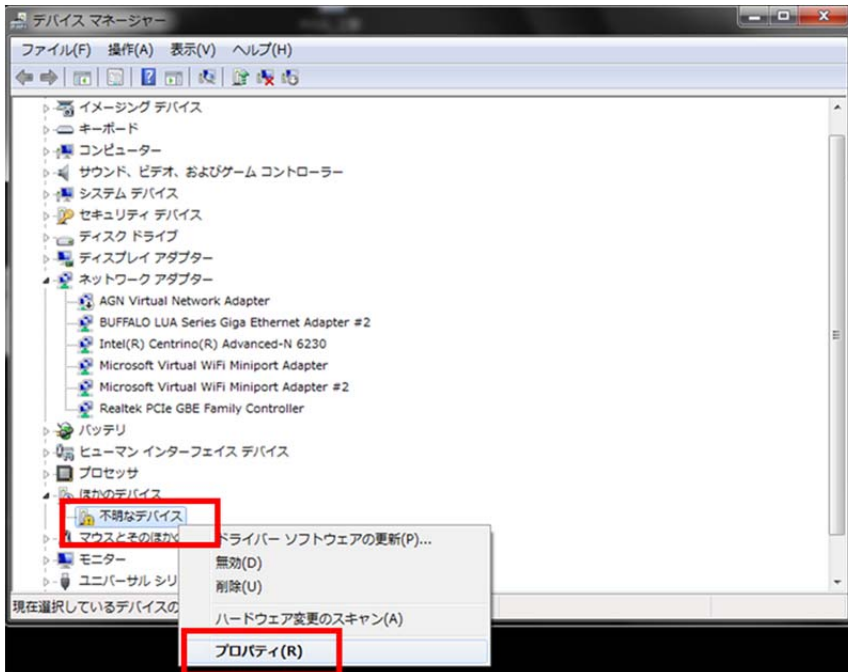 デバイス マネージャー
ファイル(F) 操作(A) 表示(V) ヘルプ(H)
イメージング デバイス
キーボード
コンピューター
サウンド、ビデオ、およびゲーム コントローラー
システム デバイス
セキュリティ デバイス
ディスク ドライブ
ディスプレイ アダプター
ネットワーク アダプター
AGN Virtual Network Adapter
BUFFALO LUA Series Giga Ethernet Adapter #2
Intel(R) Centrino(R) Advanced-N 6230
Microsoft Virtual WiFi Miniport Adapter
Microsoft Virtual WiFi Miniport Adapter #2
Realtek PCIe GBE Family Controller
バッテリ
ヒューマン インターフェイス デバイス
プロセッサ
ほかのデバイス
不明なデバイス
マウスとそのほか
モニター
ユニバーサル シリ
現在選択しているデバイスの
ドライバー ソフトウェアの更新(P)...
無効(D)
削除(U)
ハードウェア変更のスキャン(A)
プロパティ(R)